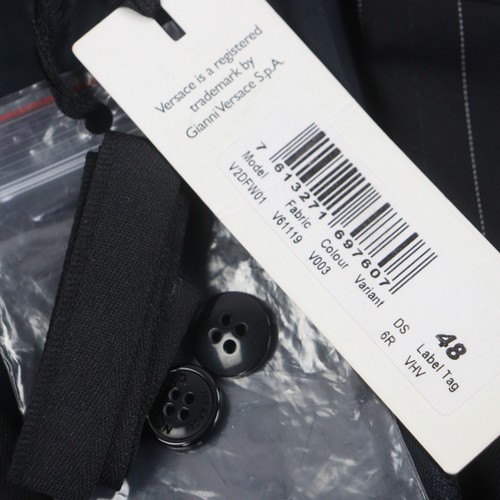 Versace is a registered
trademark by
Gianni Versace S.p.A.
7 613271 697607
Model Fabric Colour Variant DS Label Tag
V2DFW01 V61119 V003 6R VHV
48